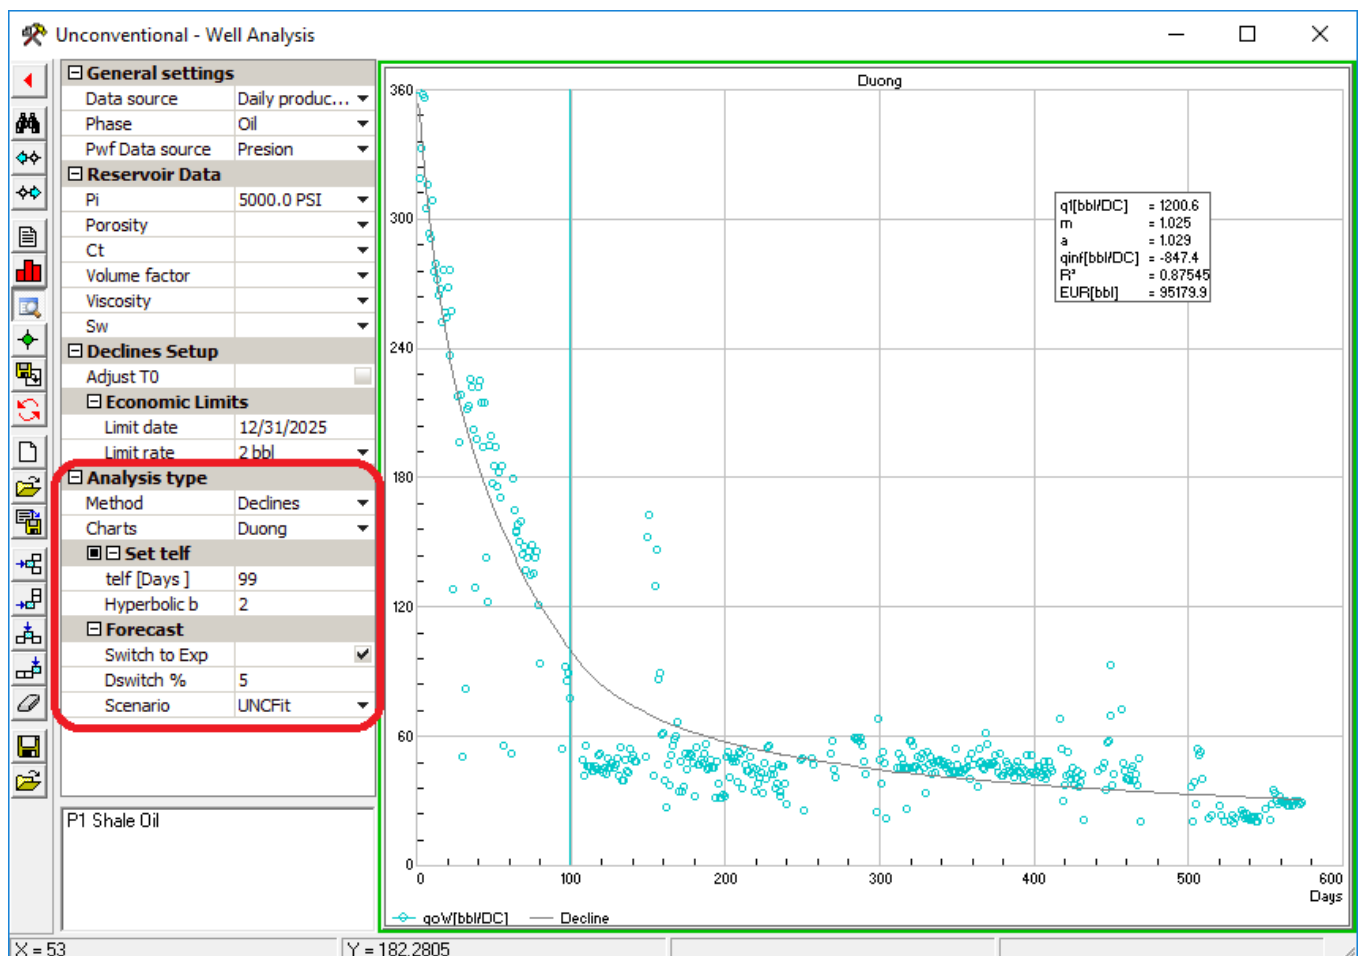 Unconventional - Well Analysis
General settings
Data source Daily produc...
Phase Oil
Pwf Data source Presion
Reservoir Data
Pi 5000.0 PSI
Porosity
Ct
Volume factor
Viscosity
Sw
Declines Setup
Adjust T0
Economic Limits
Limit date 12/31/2025
Limit rate 2 bbl
Analysis type
Method Declines
Charts Duong
Set telf
telf [Days ] 99
Hyperbolic b 2
Forecast
Switch to Exp
Dswitch % 5
Scenario UNCFit
P1 Shale Oil
Duong
360
300
240
180
120
60
0
0 100 200 300 400 500 600
Days
q1[bbl/DC] = 1200.6
m = 1.025
a = 1.029
qinf[bbl/DC] = -847.4
R² = 0.87545
EUR[bbl] = 95179.9
qoW[bbl/DC] Decline
X = 53 Y = 182.2805